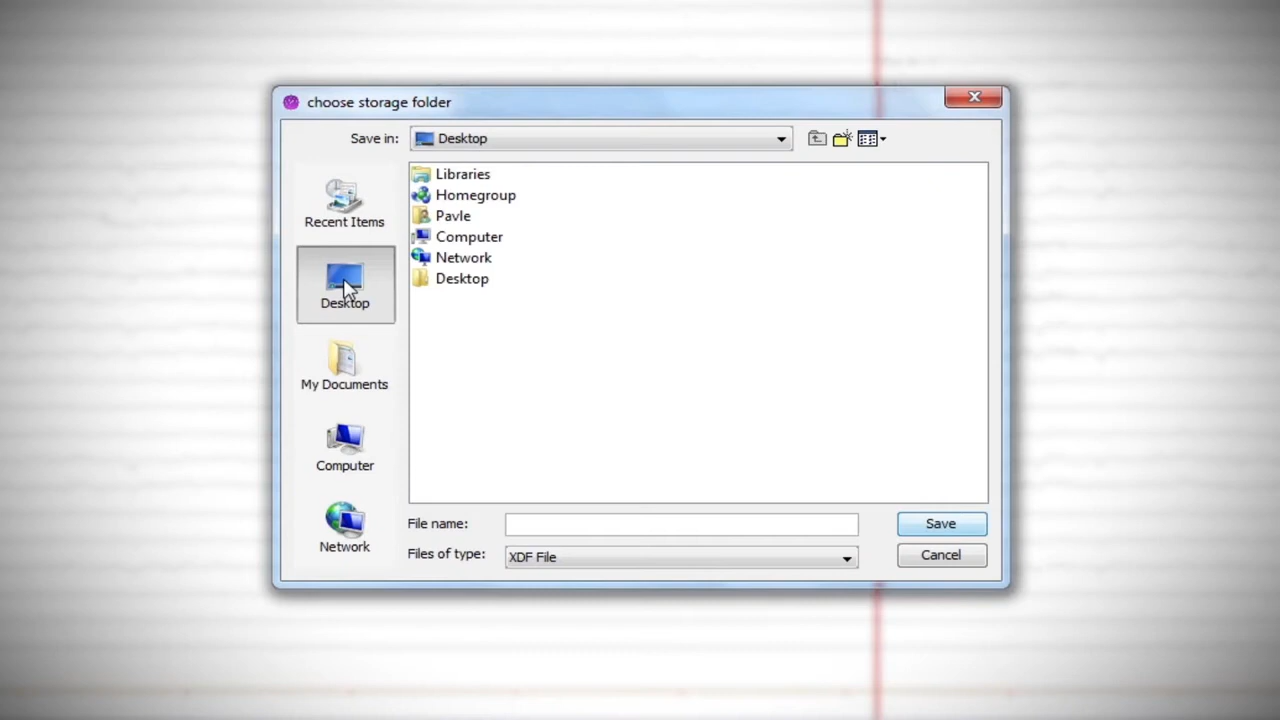 choose storage folder
Save in: Desktop
Recent Items
Desktop
My Documents
Computer
Network
Libraries
Homegroup
Pavle
Computer
Network
Desktop
File name:
Save
Files of type: XDF File
Cancel